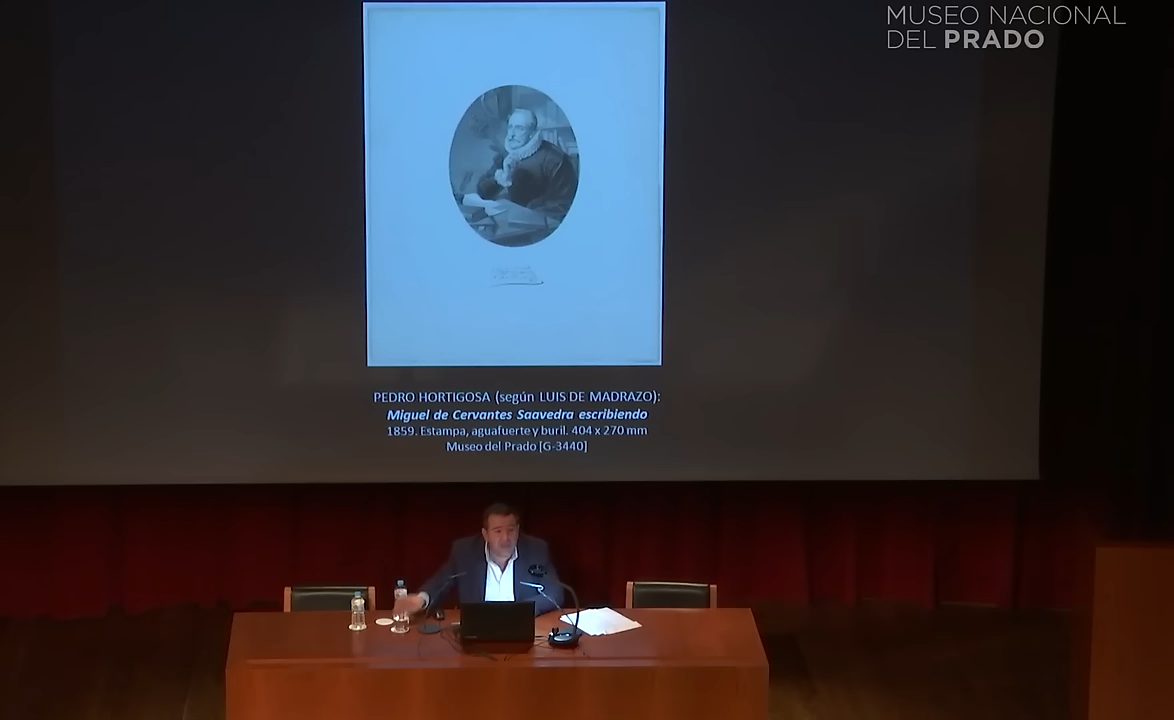 MUSEO NACIONAL
DEL PRADO
PEDRO HORTIGOSA (según LUIS DE MADRAZO):
Miguel de Cervantes Saavedra escribiendo
1859. Estampa, aguafuerte y buril. 404 x 270 mm
Museo del Prado [G-3440]